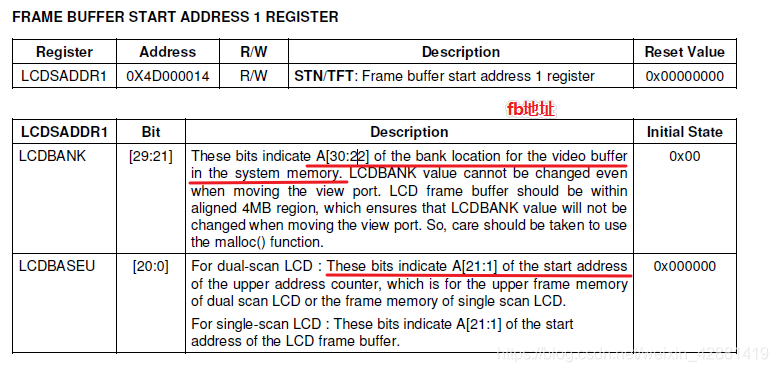 FRAME BUFFER START ADDRESS 1 REGISTER
Register Address R/W Description Reset Value
LCDSADDR1 0X4D000014 R/W STN/TFT: Frame buffer start address 1 register 0x00000000
fb地址
LCDSADDR1 Bit Description Initial State
LCDBANK [29:21] These bits indicate A[30:22] of the bank location for the video buffer 0x00
in the system memory. LCDBANK value cannot be changed even
when moving the view port. LCD frame buffer should be within
aligned 4MB region, which ensures that LCDBANK value will not be
changed when moving the view port. So, care should be taken to use
the malloc() function.
LCDBASEU [20:0] For dual-scan LCD : These bits indicate A[21:1] of the start address 0x000000
of the upper address counter, which is for the upper frame memory
of dual scan LCD or the frame memory of single scan LCD.
For single-scan LCD : These bits indicate A[21:1] of the start
address of the LCD frame buffer.